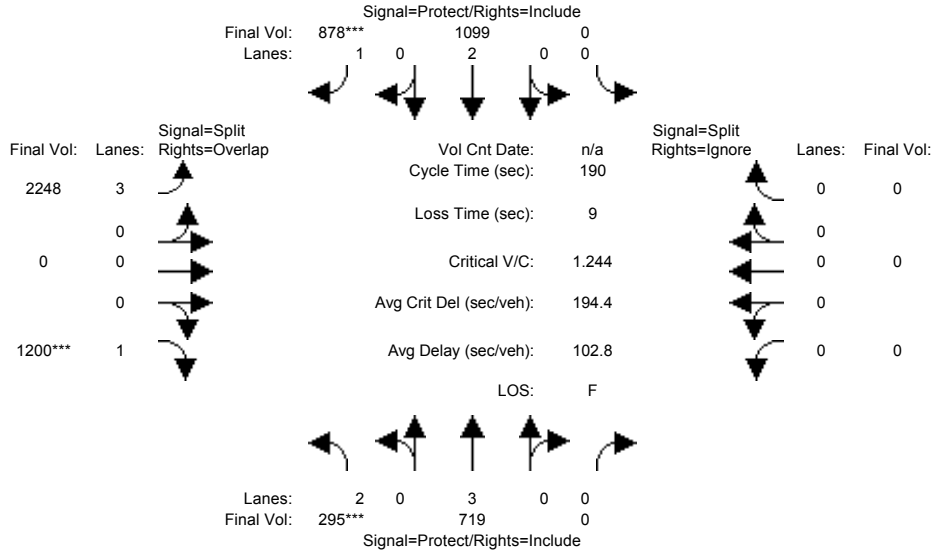 Signal=Protect/Rights=Include
Final Vol: 878*** 1099 0
Lanes: 1 0 2 0 0
Signal=Split Signal=Split
Final Vol: Lanes: Rights=Overlap Vol Cnt Date: n/a Rights=Ignore Lanes: Final Vol:
Cycle Time (sec): 190
2248 3 0 0
Loss Time (sec): 9
0 0
0 0 Critical V/C: 1.244 0 0
0 Avg Crit Del (sec/veh): 194.4 0
1200*** 1 Avg Delay (sec/veh): 102.8 0 0
LOS: F
Lanes: 2 0 3 0 0
Final Vol: 295*** 719 0
Signal=Protect/Rights=Include